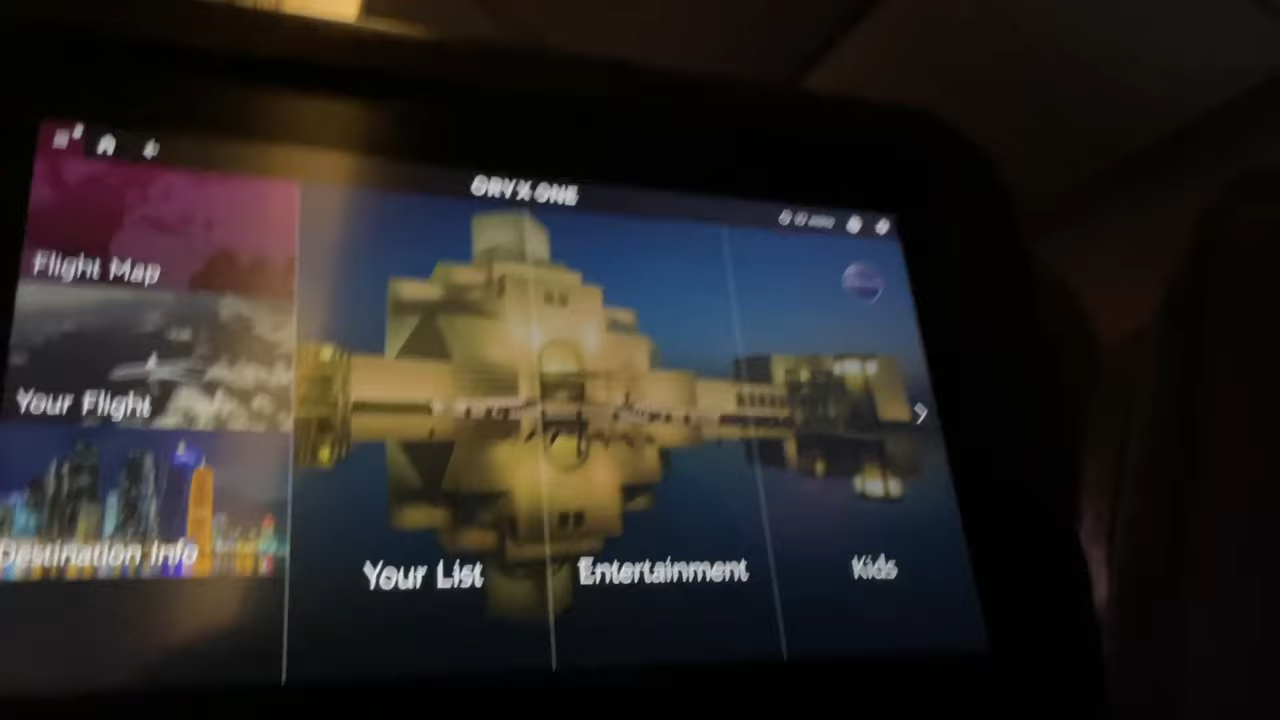 ORYX ONE
Flight Map
Your Flight
Destination Info
Your List
Entertainment
Kids